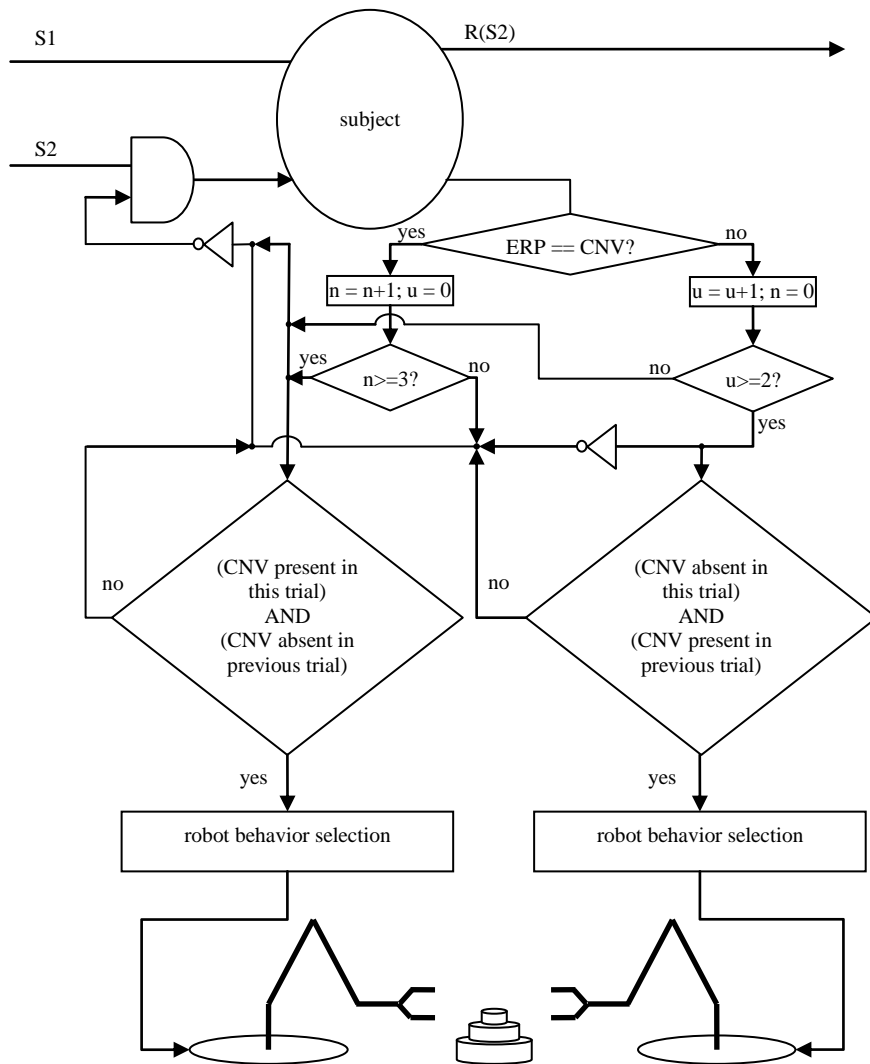 S1
R(S2)
subject
S2
yes
ERP == CNV?
no
n = n+1; u = 0
u = u+1; n = 0
yes
n>=3?
no
no
u>=2?
yes
no
(CNV present in
this trial)
AND
(CNV absent in
previous trial)
no
(CNV absent in
this trial)
AND
(CNV present in
previous trial)
yes
yes
robot behavior selection
robot behavior selection